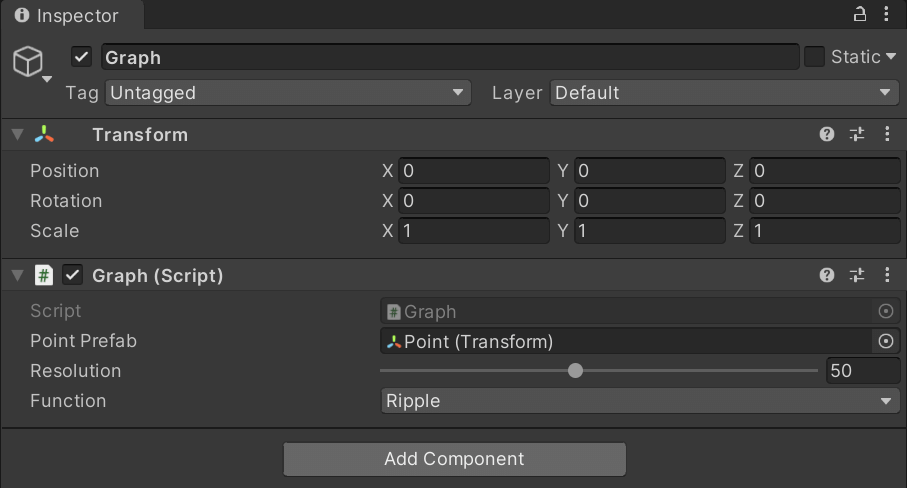 Inspector
Graph
Static
Tag Untagged Layer Default
Transform
Position X 0 Y 0 Z 0
Rotation X 0 Y 0 Z 0
Scale X 1 Y 1 Z 1
# Graph (Script)
Script # Graph
Point Prefab Point (Transform)
Resolution 50
Function Ripple
Add Component